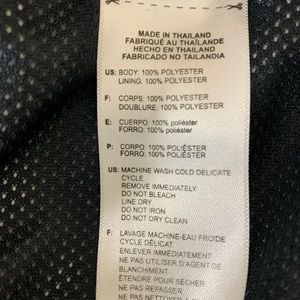 MADE IN THAILAND
FABRIQUÉ AU THAÏLANDE
HECHO EN THAILANDIA
FABRICADO NO TAILANDIA
US: BODY: 100% POLYESTER
LINING: 100% POLYESTER
F: CORPS: 100% POLYESTER
DOUBLURE: 100% POLYESTER
E: CUERPO: 100% poliéster
FORRO: 100% poliéster
P: CORPO: 100% POLIÉSTER
FORRO: 100% POLIÉSTER
US: MACHINE WASH COLD DELICATE
CYCLE
REMOVE IMMEDIATELY
DO NOT BLEACH
LINE DRY
DO NOT IRON
DO NOT DRY CLEAN
F: LAVAGE MACHINE-EAU FROIDE
CYCLE DÉLICAT
ENLEVER IMMÉDIATEMENT
NE PAS UTILISER D'AGENT DE
BLANCHIMENT
ÉTENDRE POUR SÉCHER
NE PAS REPASSER
NE PAS NETTOYER